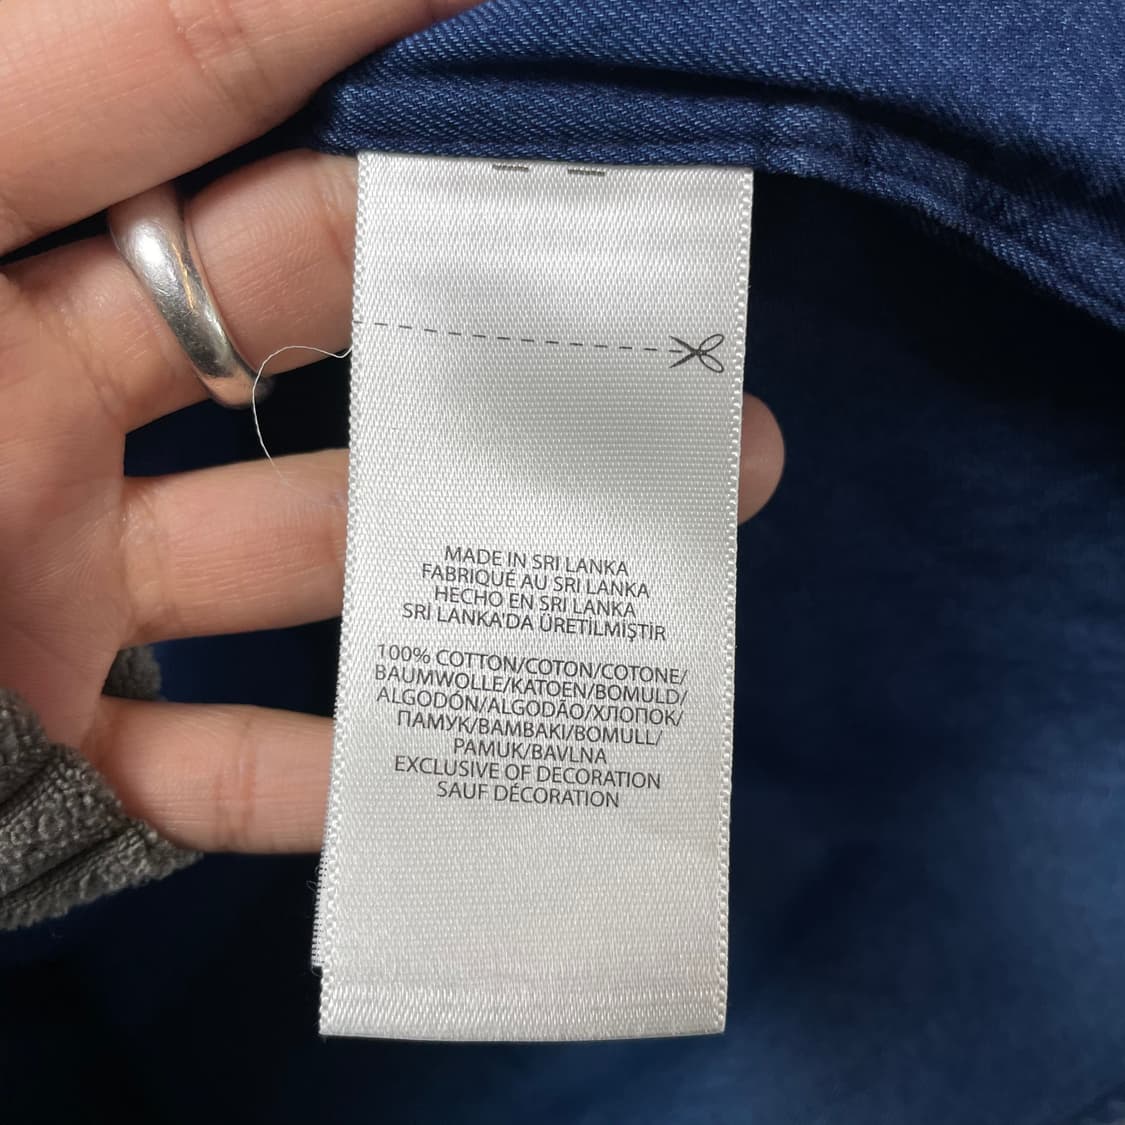 MADE IN SRI LANKA
FABRIQUÉ AU SRI LANKA
HECHO EN SRI LANKA
SRİ LANKA'DA ÜRETİLMİŞTİR
100% COTTON/COTON/COTONE/
BAUMWOLLE/KATOEN/BOMULD/
ALGODÓN/ALGODÃO/ХЛОПОК/
ПАМУК/BAMBAKI/BOMULL/
PAMUK/BAVLNA
EXCLUSIVE OF DECORATION
SAUF DÉCORATION